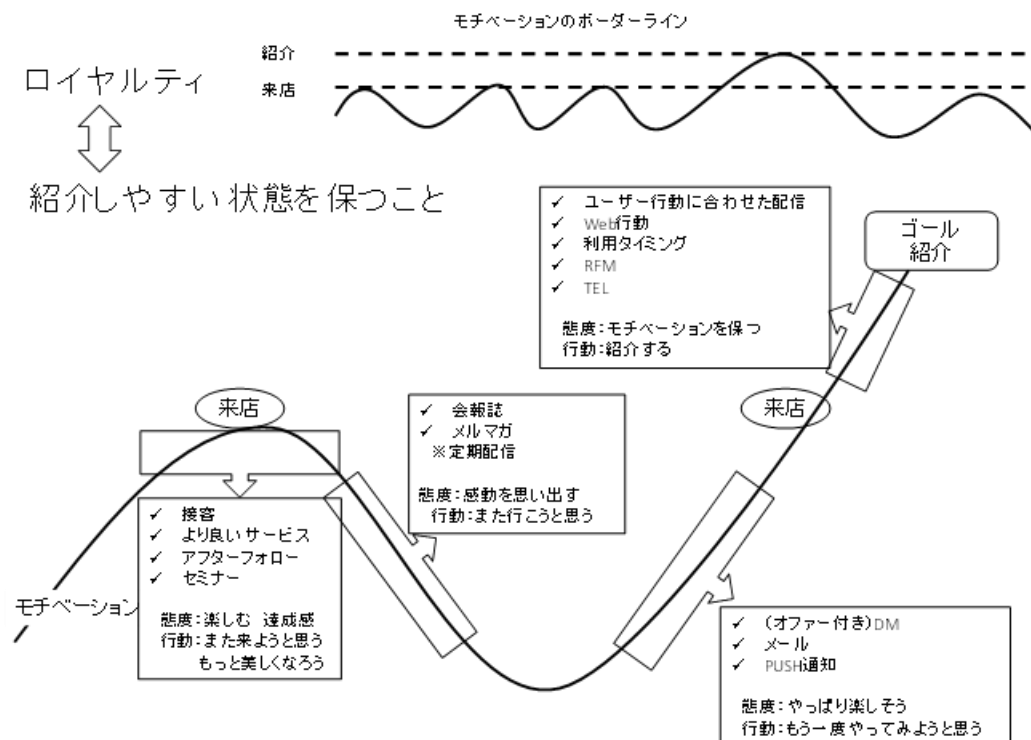 モチベーションのボーダーライン
紹介
来店
ロイヤルティ
紹介しやすい状態を保つこと
✓ ユーザー行動に合わせた配信
✓ Web行動
✓ 利用タイミング
✓ RFM
✓ TEL
態度:モチベーションを保つ
行動:紹介する
ゴール
紹介
来店
✓ 会報誌
✓ メルマガ
※定期配信
態度:感動を思い出す
行動:また行こうと思う
来店
✓ 接客
✓ より良いサービス
✓ アフターフォロー
✓ セミナー
態度:楽しむ 達成感
行動:また来ようと思う
もっと美しくなろう
モチベーション
✓ (オファー付き)DM
✓ メール
✓ PUSH通知
態度:やっぱり楽しそう
行動:もう一度やってみようと思う